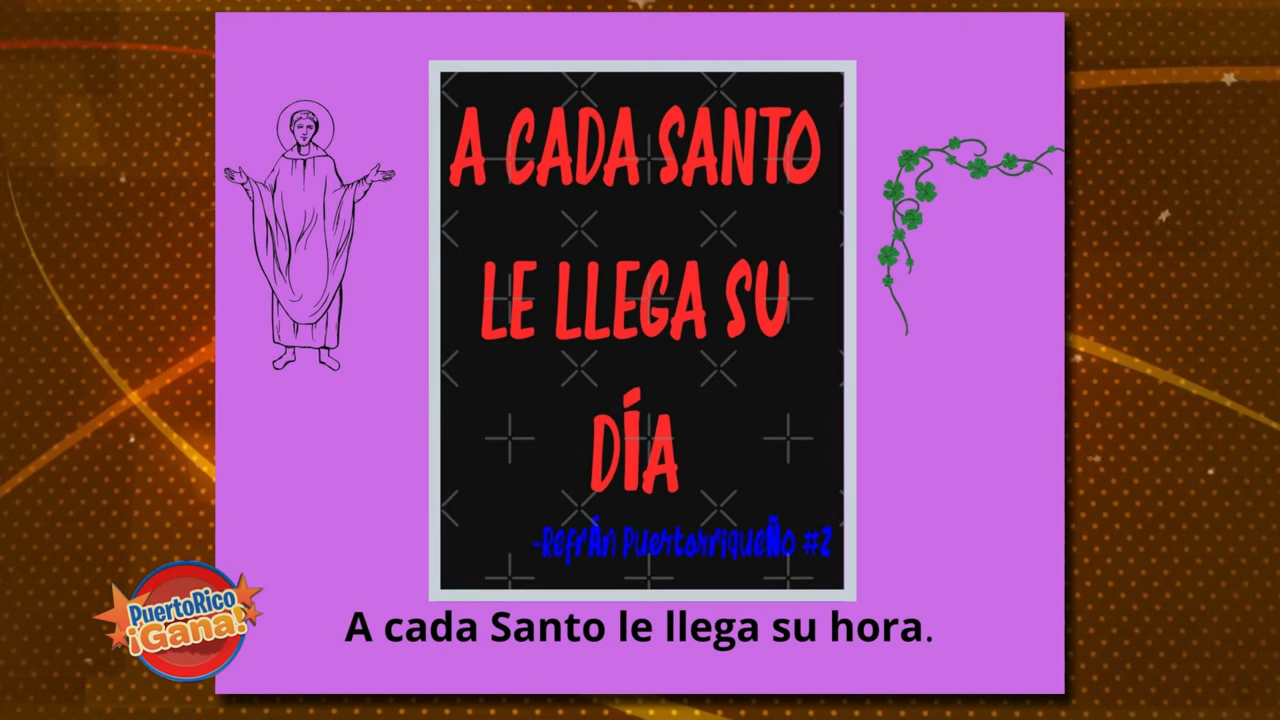 A CADA SANTO
LE LLEGA SU
DÍA
-RefrÁn PuertorriqueÑo #2
A cada Santo le llega su hora.
PuertoRico
¡Gana!